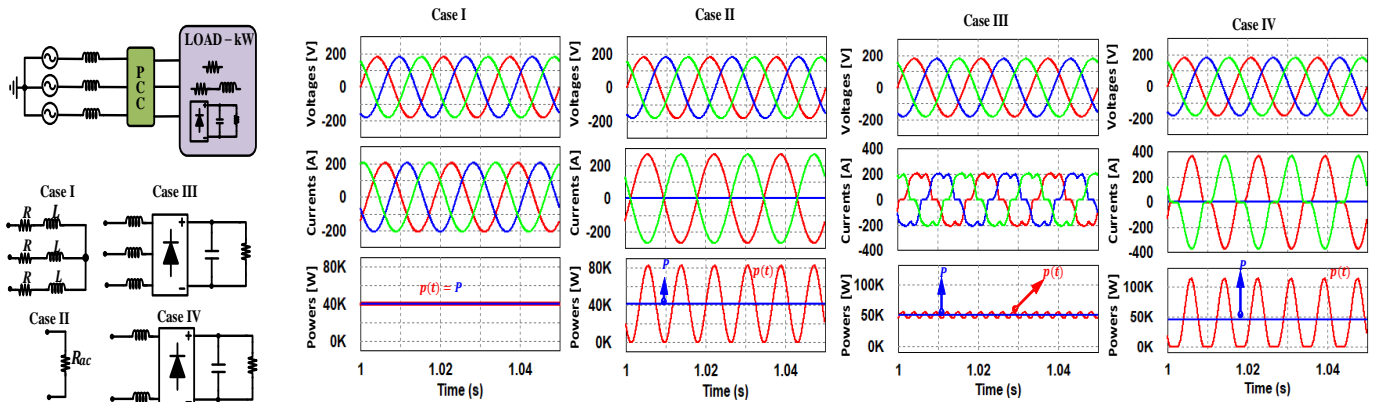 LOAD – kW
P
C
C
Case I
R L
R L
R L
Case III
+
−
Case II
R_ac
Case IV
+
−
Case I
Voltages [V]
200
0
-200
Currents [A]
200
0
-200
Powers [W]
80K
40K
0K
p(t) = P
1 1.02 1.04
Time (s)
Case II
Voltages [V]
200
0
-200
Currents [A]
200
0
-200
Powers [W]
80K
40K
0K
P
p(t)
1 1.02 1.04
Time (s)
Case III
Voltages [V]
200
0
-200
Currents [A]
400
200
0
-200
-400
Powers [W]
100K
50K
0K
P
p(t)
1 1.02 1.04
Time (s)
Case IV
Voltages [V]
200
0
-200
Currents [A]
400
200
0
-200
-400
Powers [W]
100K
50K
0K
P
p(t)
1 1.02 1.04
Time (s)